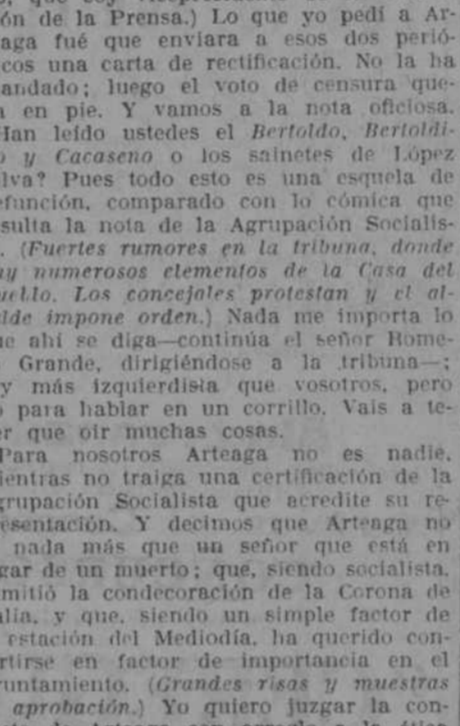 ón de la Prensa.) Lo que yo pedí a Ar-
aga fué que enviara a esos dos perió-
cos una carta de rectificación. No la ha
andado; luego el voto de censura que-
a en pie. Y vamos a la nota oficiosa.
Han leído ustedes el Bertoldo, Bertoldi-
o y Cacaseno o los sainetes de López
lva? Pues todo esto es una esquela de
efunción, comparado con lo cómica que
sulta la nota de la Agrupación Socialis-
. (Fuertes rumores en la tribuna, donde
ay numerosos elementos de la Casa del
ueblo. Los concejales protestan y el al-
lde impone orden.) Nada me importa lo
ue ahí se diga—continúa el señor Rome-
Grande, dirigiéndose a la tribuna—;
y más izquierdista que vosotros, pero
o para hablar en un corrillo. Vais a te-
er que oir muchas cosas.
Para nosotros Arteaga no es nadie,
ientras no traiga una certificación de la
grupación Socialista que acredite su re-
esentación. Y decimos que Arteaga no
nada más que un señor que está en
gar de un muerto; que, siendo socialista,
mitió la condecoración de la Corona de
alia, y que, siendo un simple factor de
estación del Mediodía, ha querido con-
rtirse en factor de importancia en el
yuntamiento. (Grandes risas y muestras
aprobación.) Yo quiero juzgar la con-